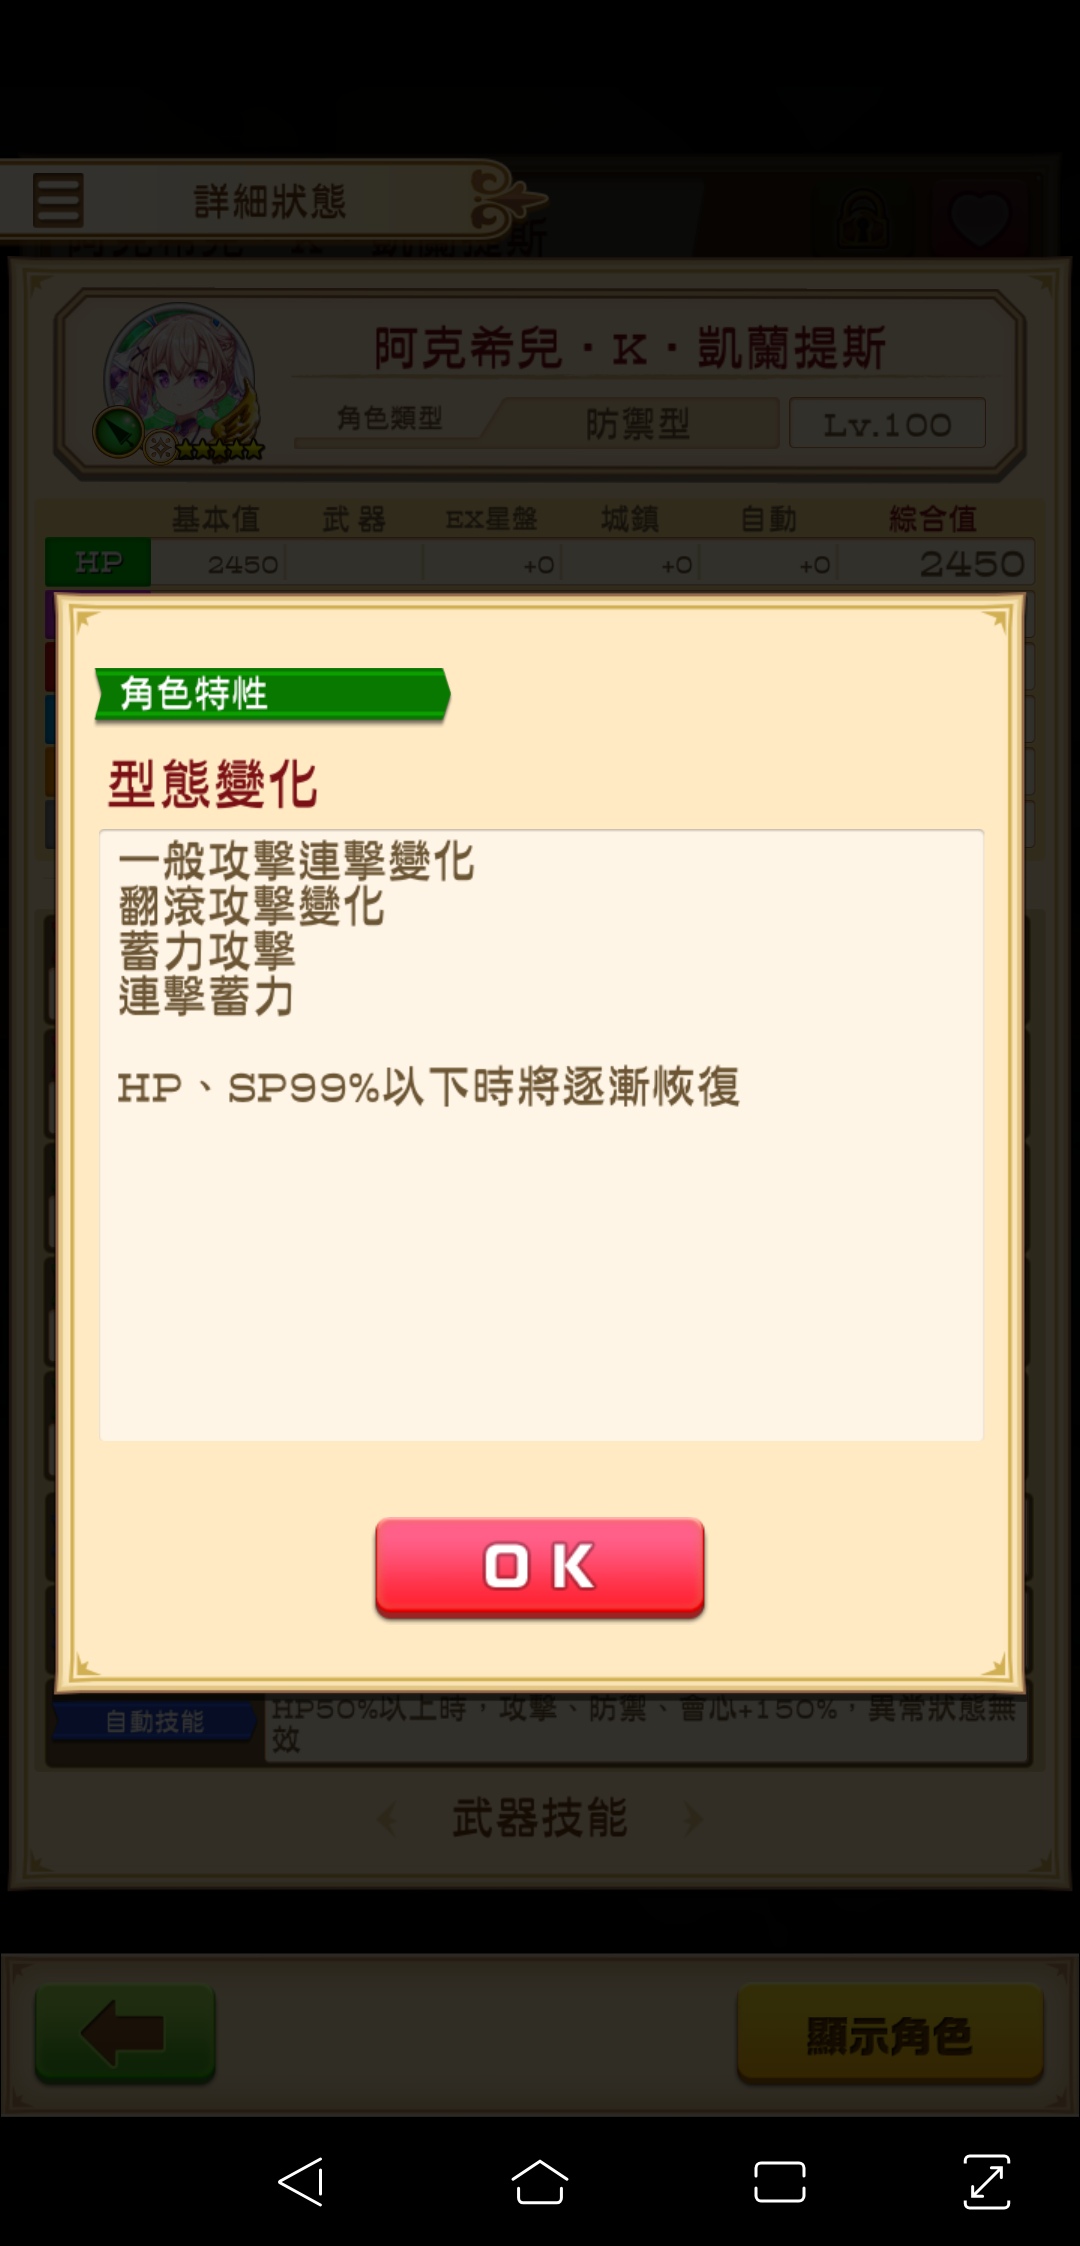 詳細狀態
阿克希兒・K・凱蘭提斯
角色類型
防禦型
Lv.100
基本值 武器 EX星盤 城鎮 自動 綜合值
HP 2450 +0 +0 +0 2450
角色特性
型態變化
一般攻擊連擊變化
翻滾攻擊變化
蓄力攻擊
連擊蓄力
HP、SP99%以下時將逐漸恢復
OK
自動技能
HP50%以上時，攻擊、防禦、會心+150%，異常狀態無
效
武器技能
顯示角色